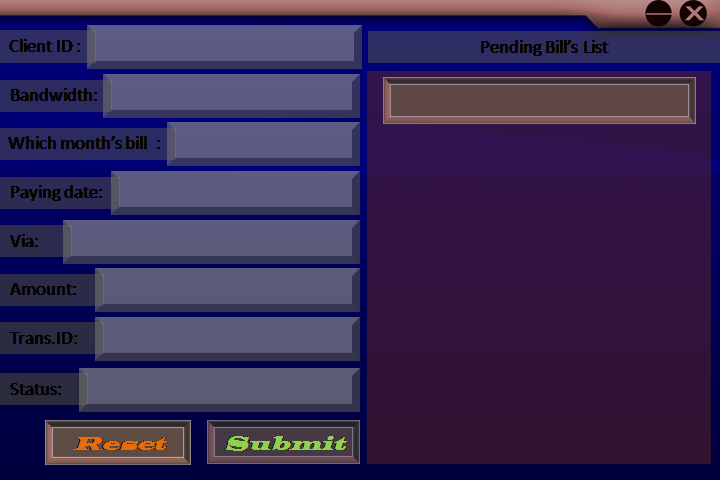 Client ID :
Bandwidth:
Which month's bill :
Paying date:
Via:
Amount:
Trans.ID:
Status:
Reset
Submit
Pending Bill's List